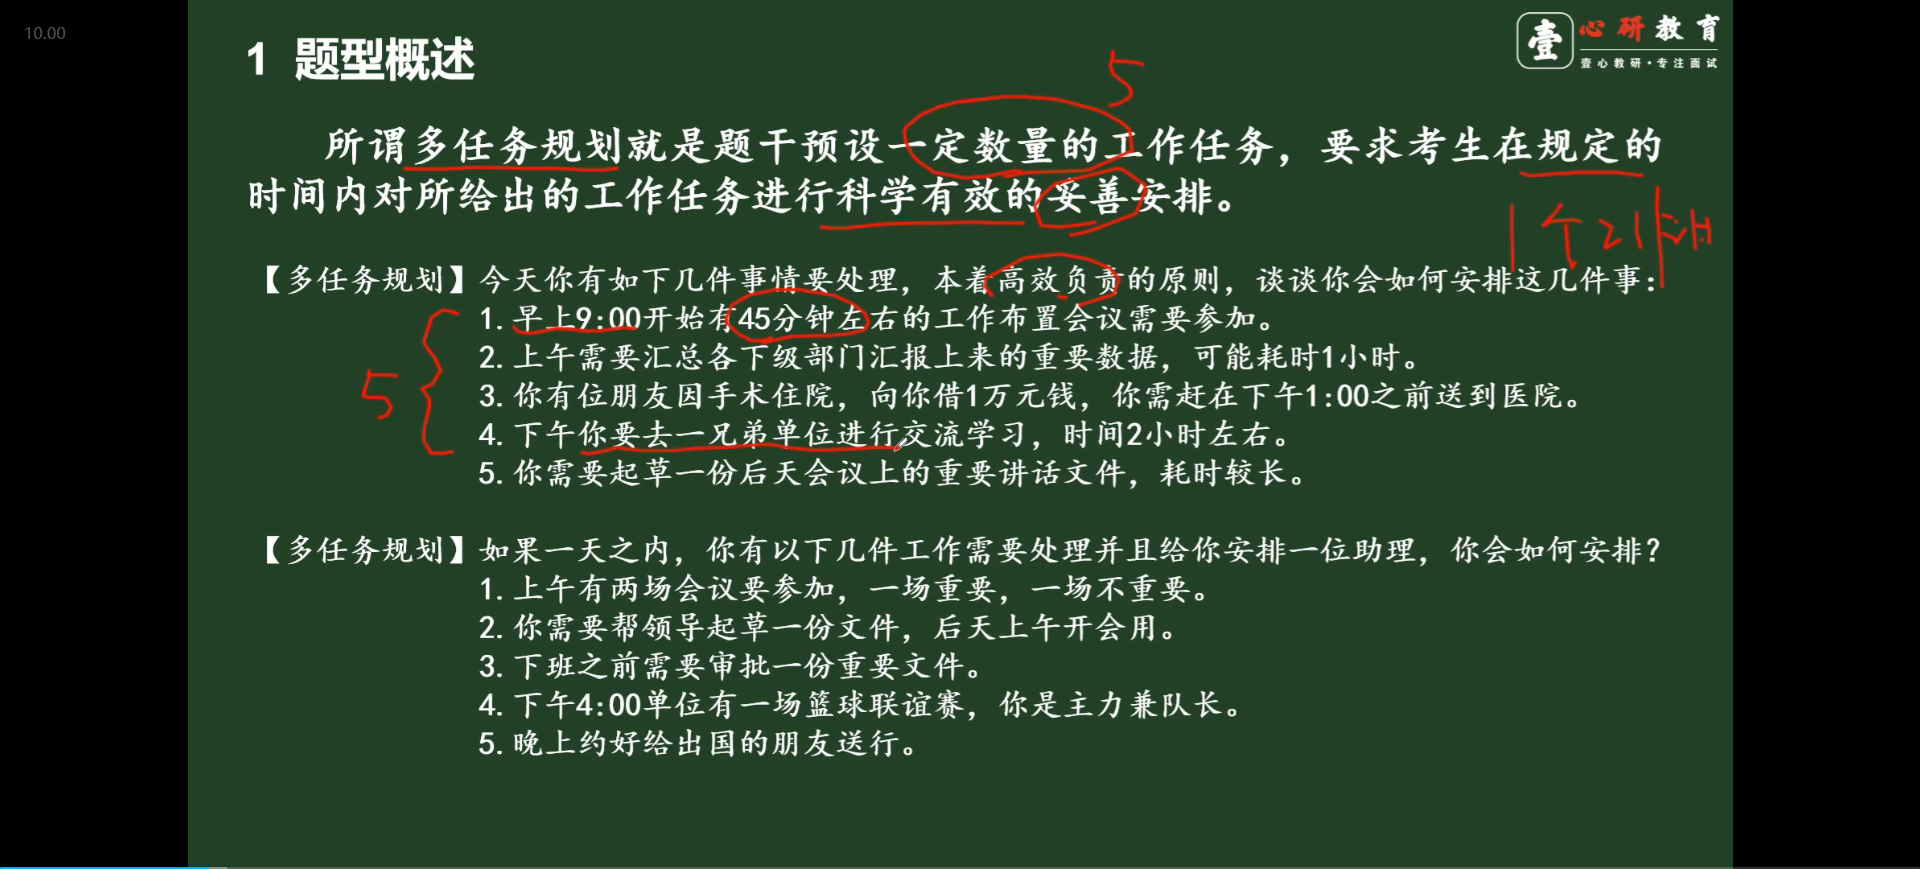 10.00
1 题型概述
壹 心研教育
壹心教研·专注面试
5
所谓多任务规划就是题干预设一定数量的工作任务，要求考生在规定的
时间内对所给出的工作任务进行科学有效的妥善安排。
1个
【多任务规划】今天你有如下几件事情要处理，本着高效负责的原则，谈谈你会如何安排这几件事：
1.早上9:00开始有45分钟左右的工作布置会议需要参加。
2.上午需要汇总各下级部门汇报上来的重要数据，可能耗时1小时。
5
3.你有位朋友因手术住院，向你借1万元钱，你需赶在下午1:00之前送到医院。
4.下午你要去一兄弟单位进行交流学习，时间2小时左右。
5.你需要起草一份后天会议上的重要讲话文件，耗时较长。
【多任务规划】如果一天之内，你有以下几件工作需要处理并且给你安排一位助理，你会如何安排？
1.上午有两场会议要参加，一场重要，一场不重要。
2.你需要帮领导起草一份文件，后天上午开会用。
3.下班之前需要审批一份重要文件。
4.下午4:00单位有一场篮球联谊赛，你是主力兼队长。
5.晚上约好给出国的朋友送行。